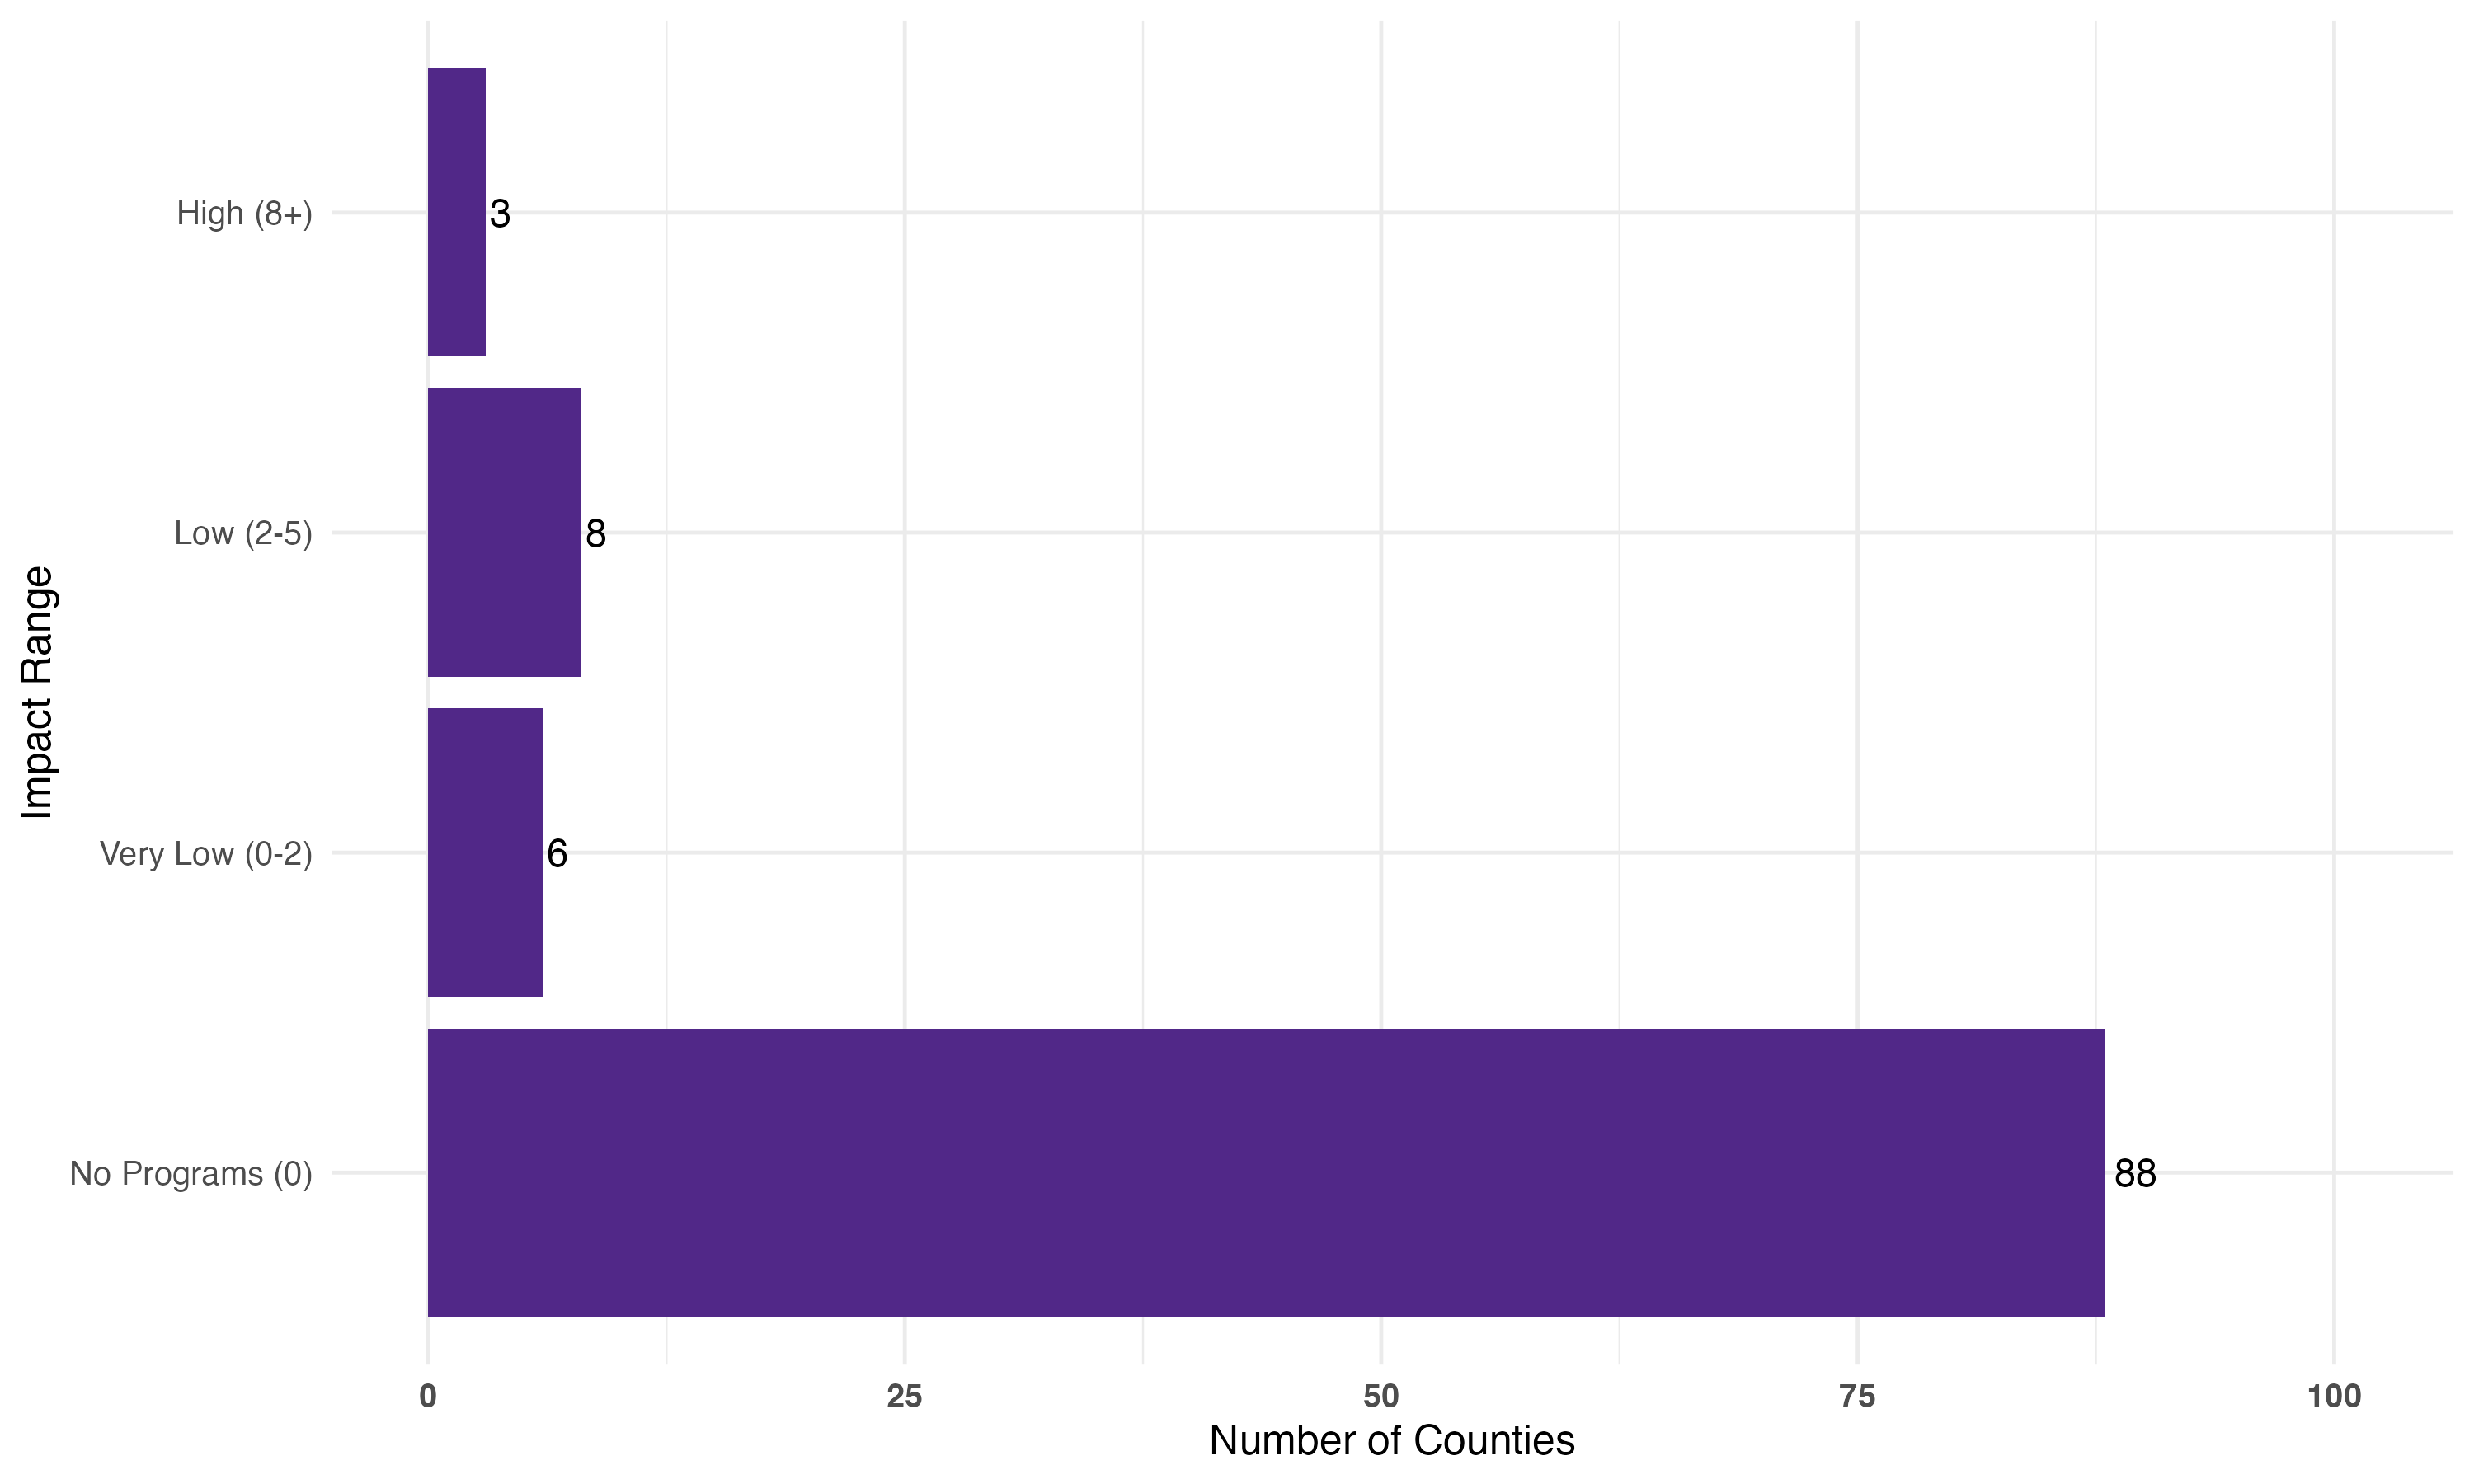 Impact Range
High (8+)
3
Low (2-5)
8
Very Low (0-2)
6
No Programs (0)
88
0 25 50 75 100
Number of Counties